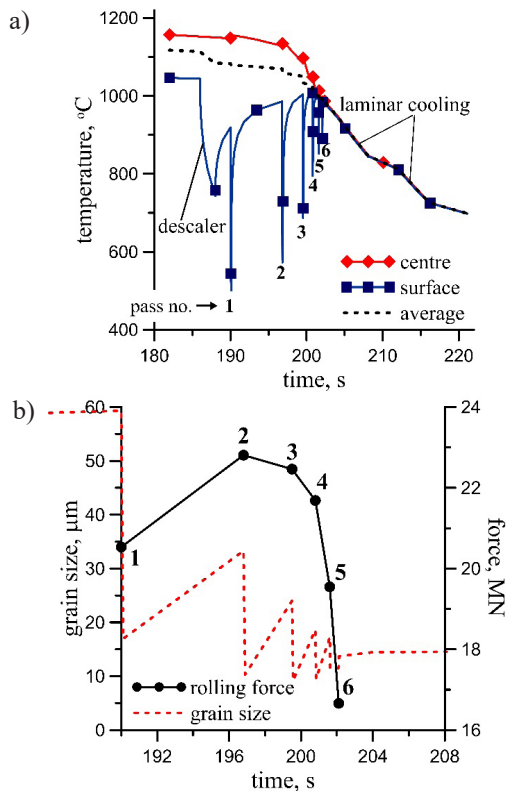 a)
1200
1000
800
600
400
temperature, °C
180
190
200
210
220
time, s
laminar cooling
descaler
pass no.
1
2
3
4
5
6
centre
surface
average
b)
60
50
40
30
20
10
0
grain size, µm
24
22
20
18
16
force, MN
192
196
200
204
208
time, s
1
2
3
4
5
6
rolling force
grain size